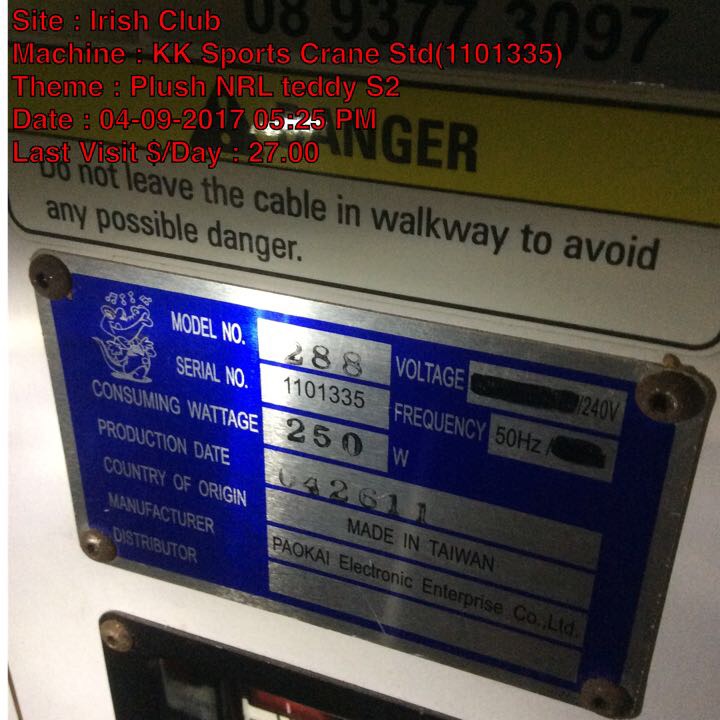 08 9377 3097
Site : Irish Club
Machine : KK Sports Crane Std(1101335)
Theme : Plush NRL teddy S2
Date : 04-09-2017 05:25 PM
Last Visit $/Day : 27.00
DANGER
Do not leave the cable in walkway to avoid
any possible danger.
MODEL NO. 288
VOLTAGE /240V
SERIAL NO. 1101335
FREQUENCY 50Hz /
CONSUMING WATTAGE 250 W
PRODUCTION DATE 042611
COUNTRY OF ORIGIN MADE IN TAIWAN
MANUFACTURER PAOKAI Electronic Enterprise Co.,Ltd.
DISTRIBUTOR